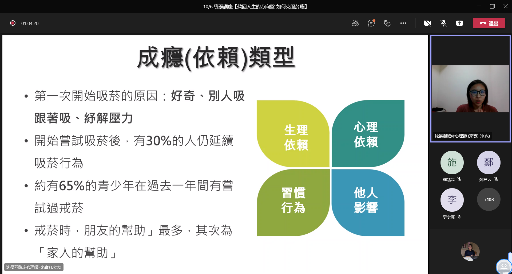 成癮(依賴)類型
• 第一次開始吸菸的原因：好奇、別人吸
跟著吸、紓解壓力
• 開始嘗試吸菸後，有30%的人仍延續
吸菸行為
• 約有65%的青少年在過去一年間有嘗
試過戒菸
• 戒菸時，朋友的幫助」最多，其次為
「家人的幫助」
生理
依賴
心理
依賴
習慣
行為
他人
影響
施
鄒
李